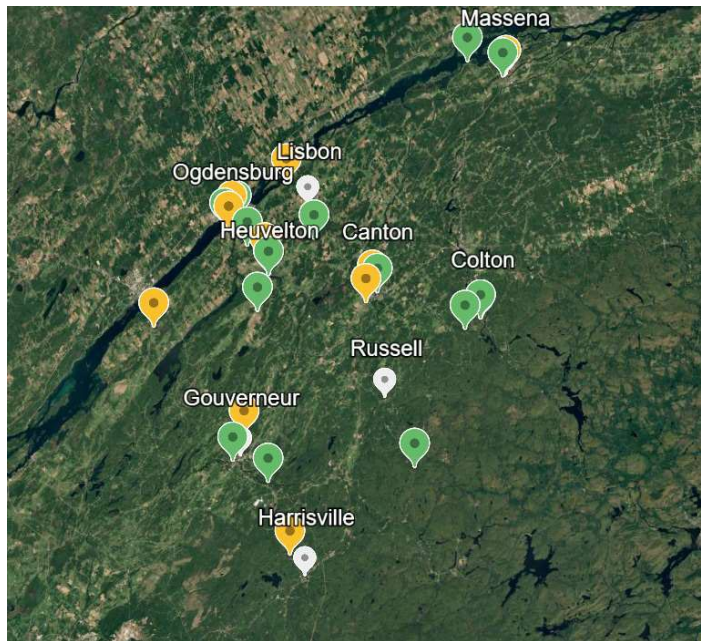 Massena
Lisbon
Ogdensburg
Heuvelton
Canton
Colton
Russell
Gouverneur
Harrisville